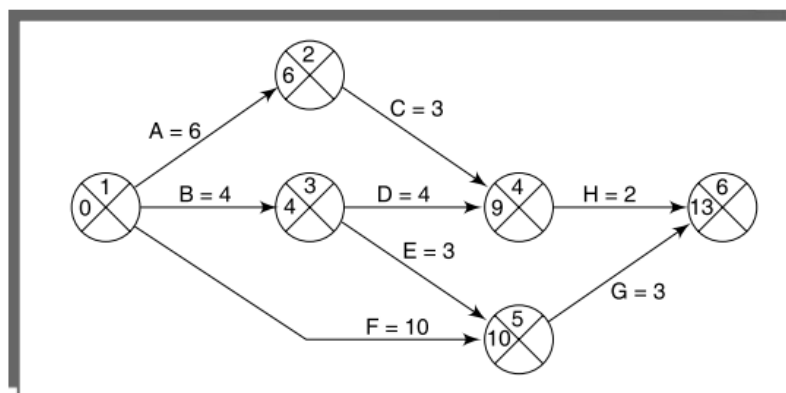 2
6
C = 3
A = 6
1
0
B = 4
3
4
D = 4
4
9
H = 2
6
13
E = 3
G = 3
F = 10
5
10